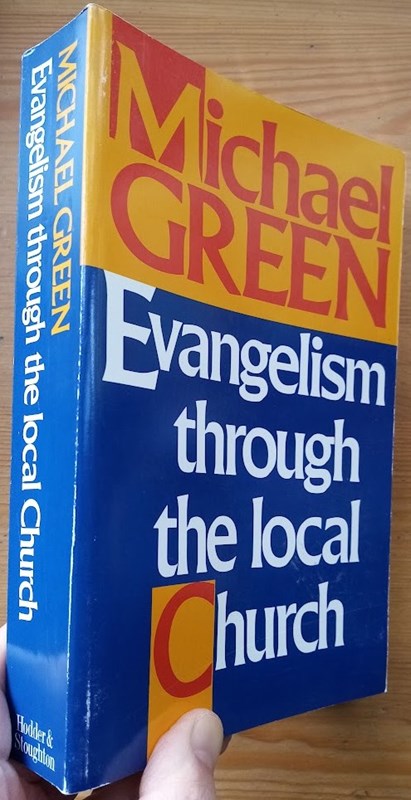 Michael
GREEN
Evangelism
through
the local
Church
MICHAEL GREEN
Evangelism through the local Church
Hodder &
Stoughton